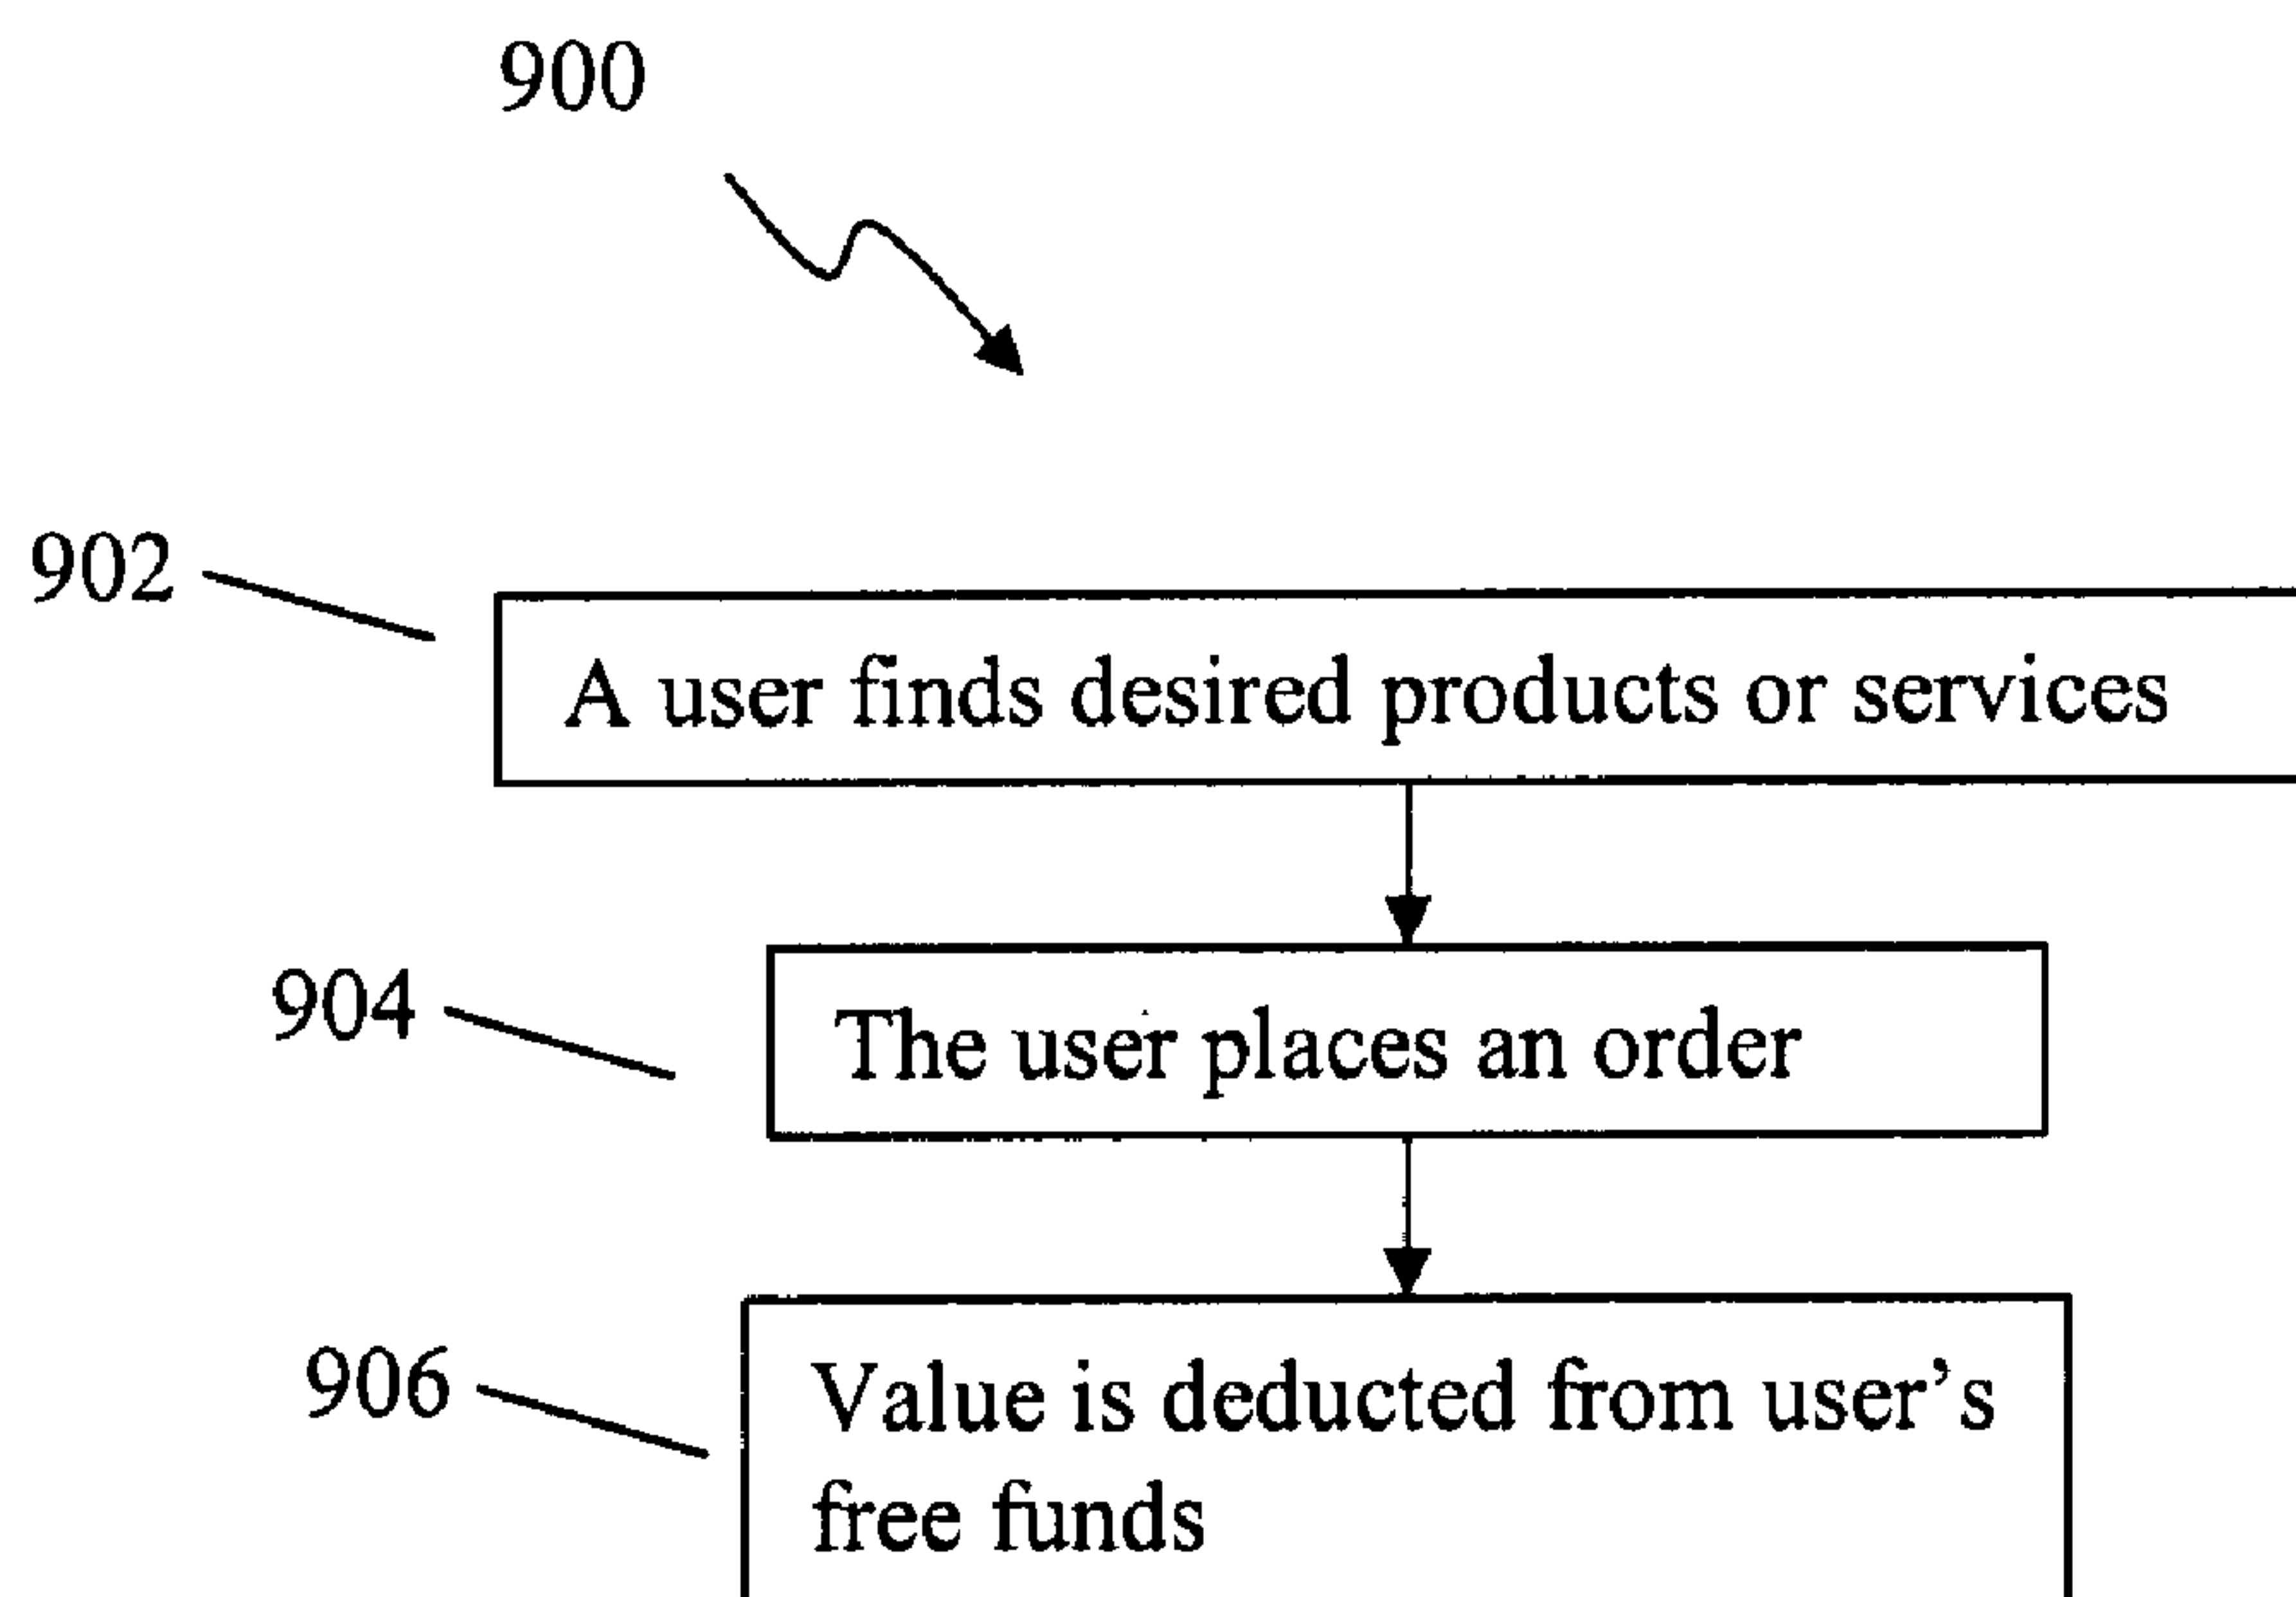 900
902
A user finds desired products or services
904
The user places an order
906
Value is deducted from user's
free funds